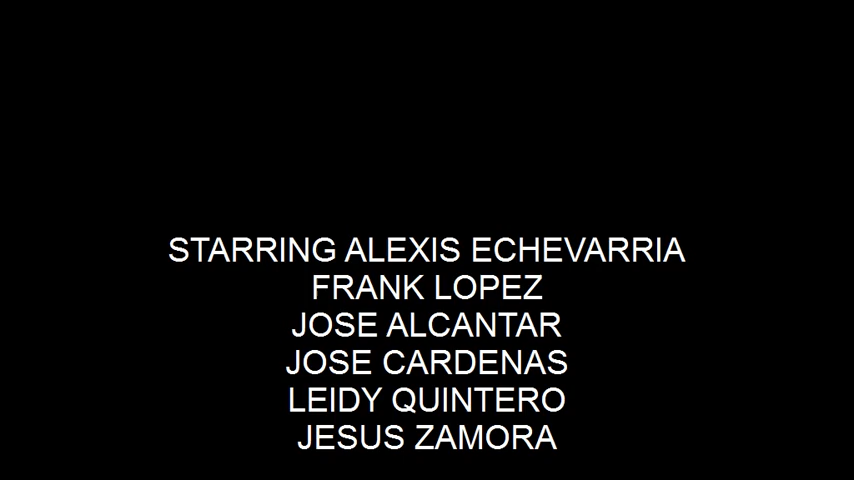 STARRING ALEXIS ECHEVARRIA
FRANK LOPEZ
JOSE ALCANTAR
JOSE CARDENAS
LEIDY QUINTERO
JESUS ZAMORA